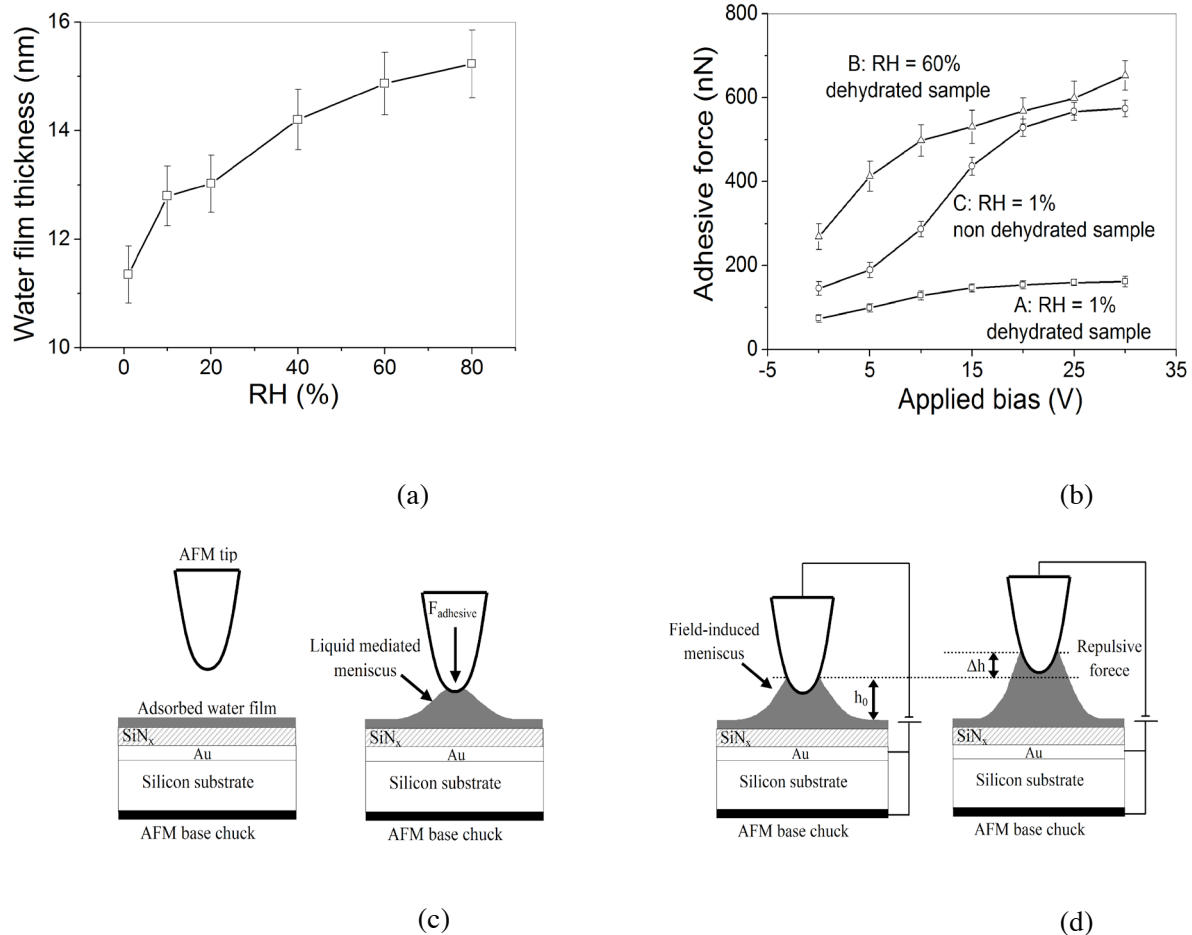 16
14
12
10
Water film thickness (nm)
0
20
40
60
80
RH (%)
(a)
800
600
400
200
0
Adhesive force (nN)
B: RH = 60%
dehydrated sample
C: RH = 1%
non dehydrated sample
A: RH = 1%
dehydrated sample
-5
5
15
25
35
Applied bias (V)
(b)
AFM tip
Adsorbed water film
SiNx
Au
Silicon substrate
AFM base chuck
Fadhesive
Liquid mediated
meniscus
SiNx
Au
Silicon substrate
AFM base chuck
(c)
Field-induced
meniscus
h0
SiNx
Au
Silicon substrate
AFM base chuck
Δh
Repulsive
forece
SiNx
Au
Silicon substrate
AFM base chuck
(d)